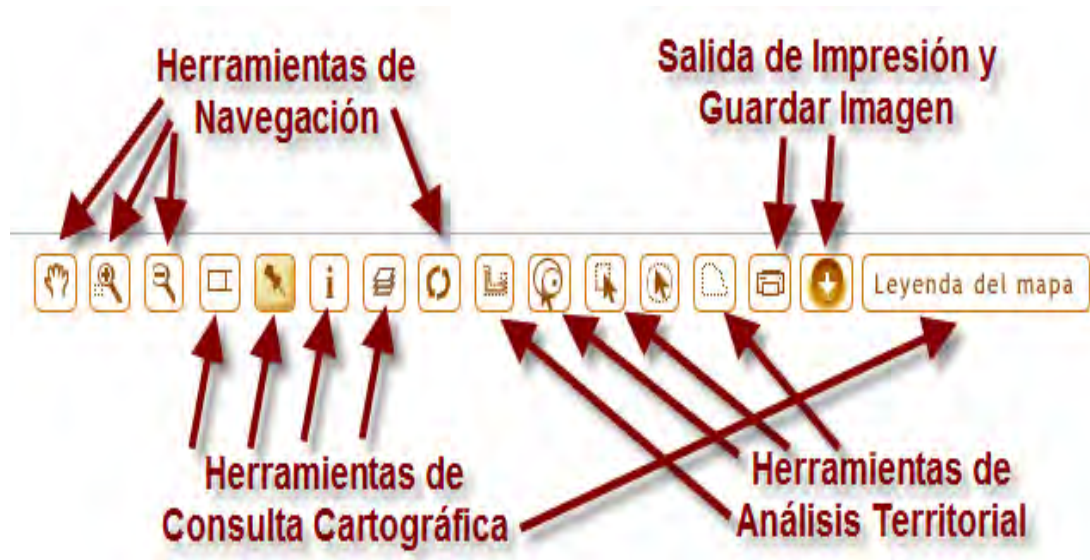 Herramientas de
Navegación
Salida de Impresión y
Guardar Imagen
Leyenda del mapa
Herramientas de
Consulta Cartográfica
Herramientas de
Análisis Territorial